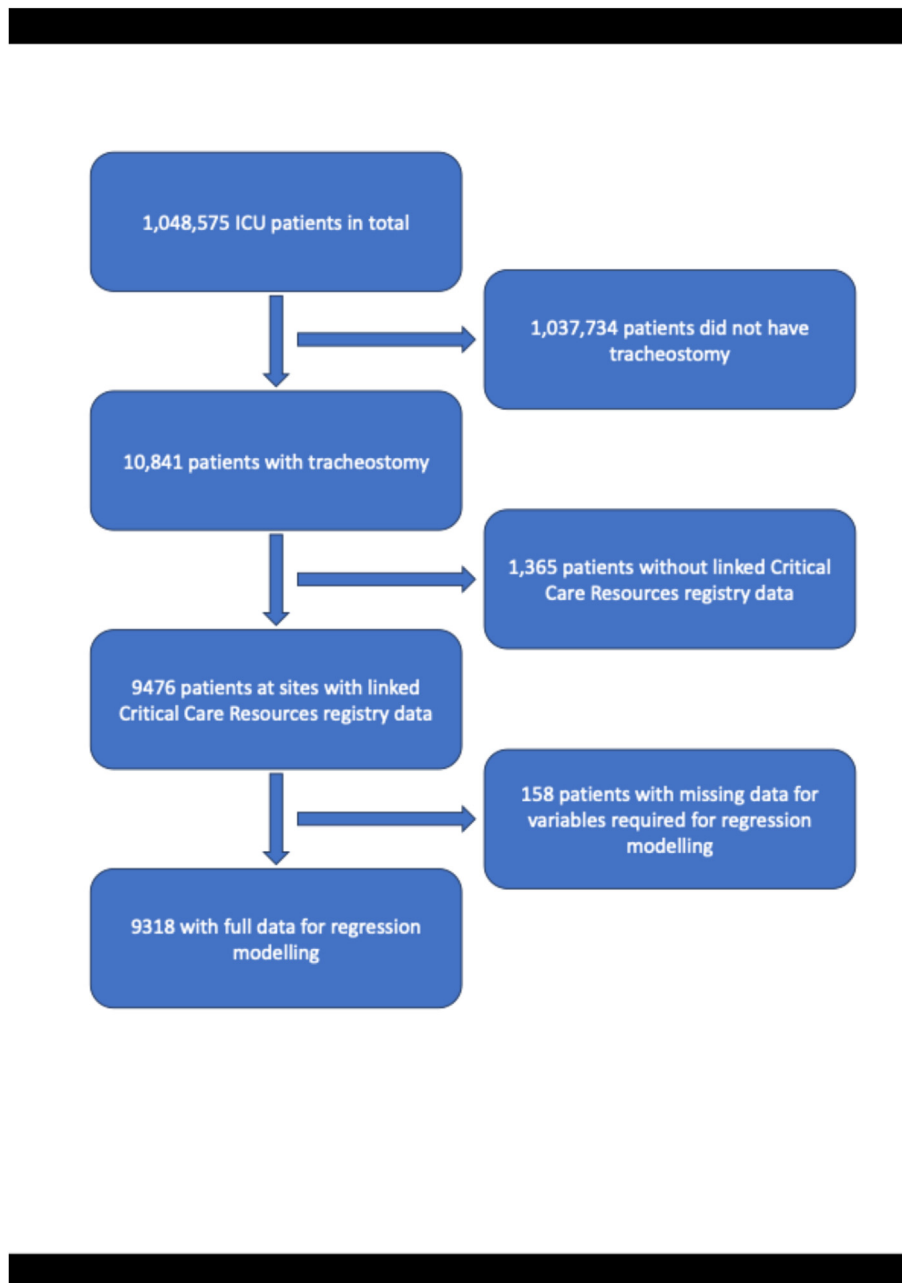 1,048,575 ICU patients in total
1,037,734 patients did not have
tracheostomy
10,841 patients with tracheostomy
1,365 patients without linked Critical
Care Resources registry data
9476 patients at sites with linked
Critical Care Resources registry data
158 patients with missing data for
variables required for regression
modelling
9318 with full data for regression
modelling